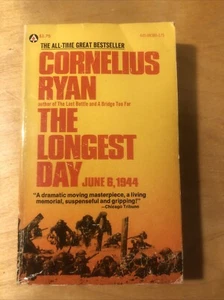 THE ALL-TIME GREAT BESTSELLER
CORNELIUS
RYAN
author of The Last Battle and A Bridge Too Far
THE
LONGEST
DAY
JUNE 6, 1944
"A dramatic moving masterpiece, a living
memorial, suspenseful and gripping!"
—Chicago Tribune